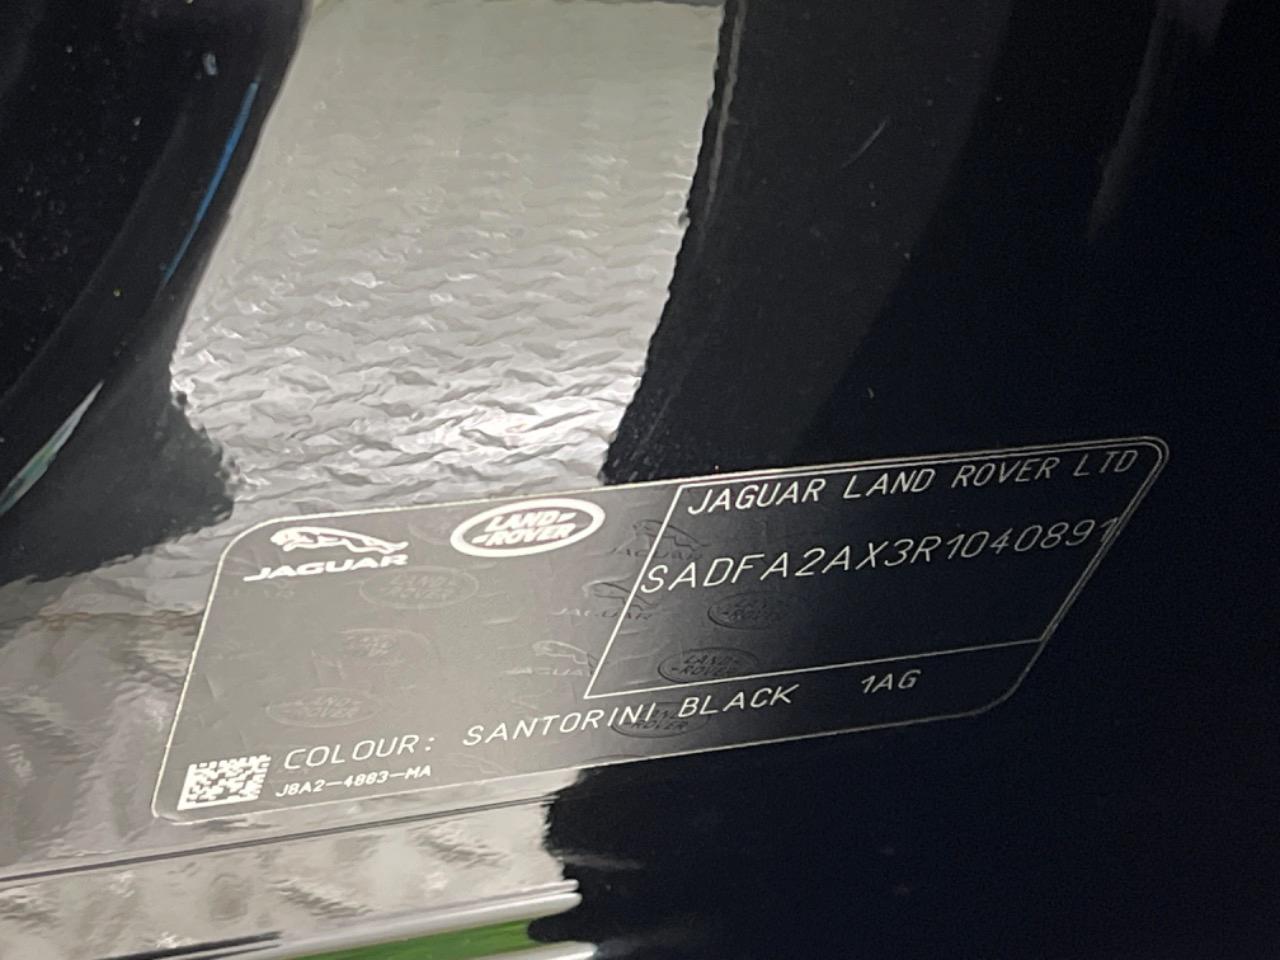 JAGUAR
LAND-
-ROVER
JAGUAR LAND ROVER LTD
SADFA2AX3R1040891
COLOUR: SANTORINI BLACK 1AG
J8A2-4883-MA